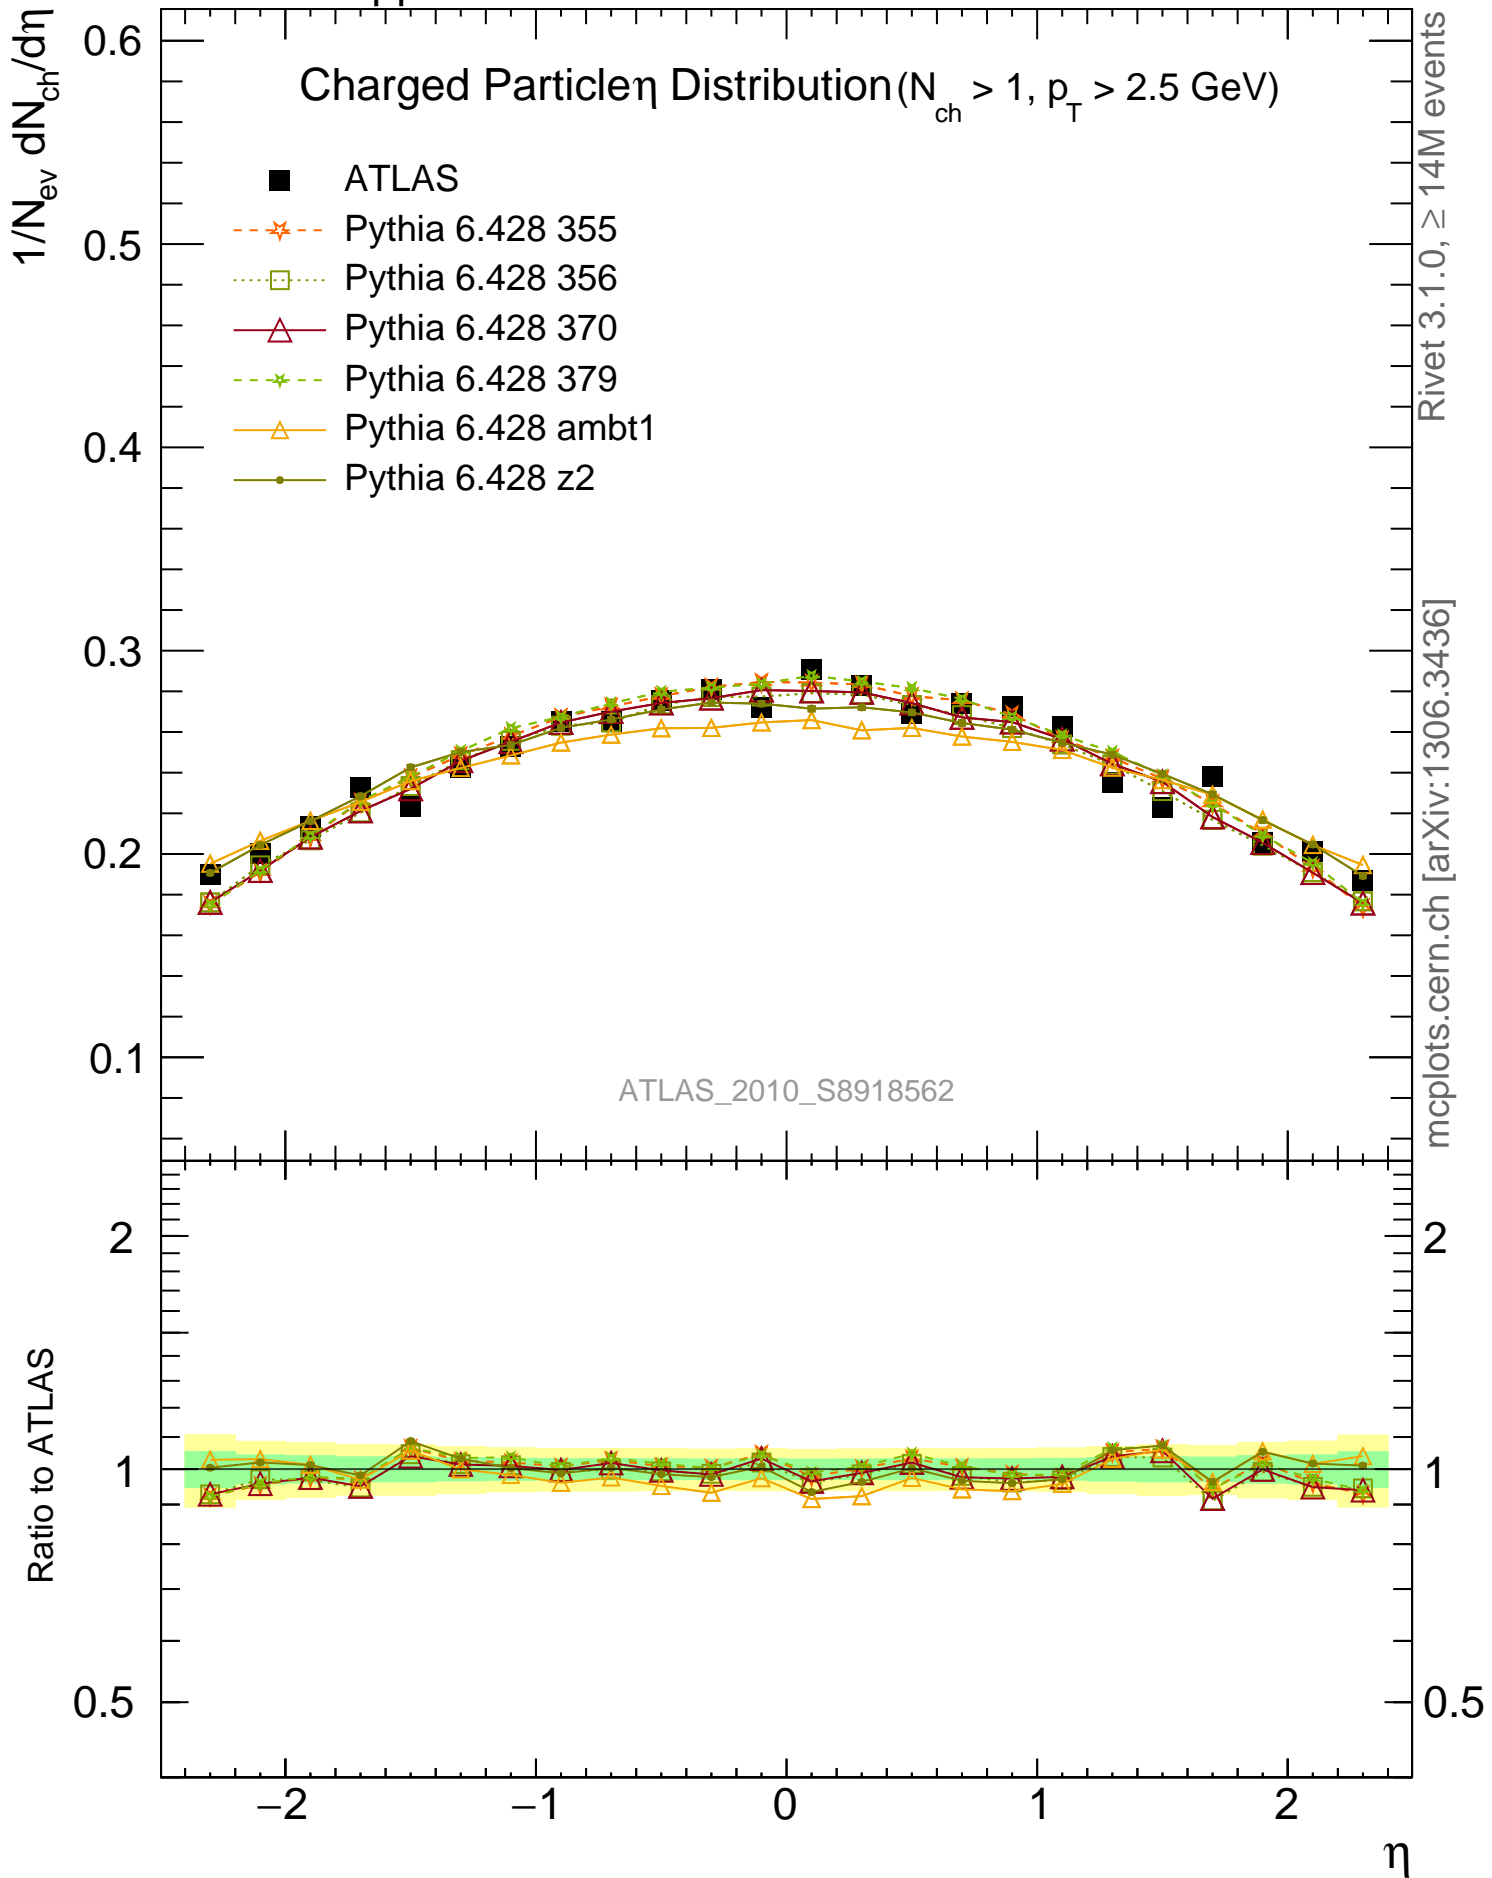 1/N_ev dN_ch/dη
Charged Particleη Distribution (N_ch > 1, p_T > 2.5 GeV)
ATLAS
Pythia 6.428 355
Pythia 6.428 356
Pythia 6.428 370
Pythia 6.428 379
Pythia 6.428 ambt1
Pythia 6.428 z2
0.6
0.5
0.4
0.3
0.2
0.1
ATLAS_2010_S8918562
Rivet 3.1.0, ≥ 14M events
mcplots.cern.ch [arXiv:1306.3436]
Ratio to ATLAS
2
1
0.5
2
1
0.5
−2 −1 0 1 2
η